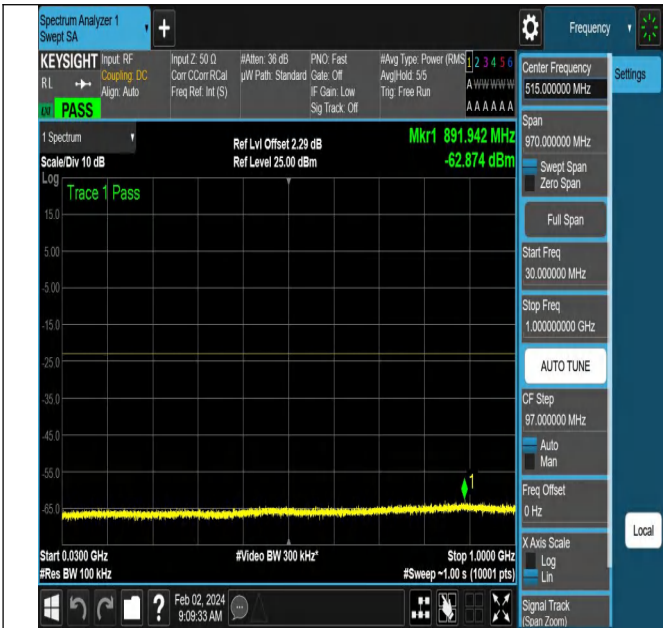 Spectrum Analyzer 1
Swept SA
Frequency
KEYSIGHT
RL
PASS
Input: RF
Coupling: DC
Align: Auto
Input Z: 50 Ω
Corr CCorr RCal
Freq Ref: Int (S)
#Atten: 36 dB
µW Path: Standard
PNO: Fast
Gate: Off
IF Gain: Low
Sig Track: Off
#Avg Type: Power (RMS
Avg|Hold: 5/5
Trig: Free Run
1 2 3 4 5 6
A W W W W W
A A A A A A
1 Spectrum
Scale/Div 10 dB
Log
Ref Lvl Offset 2.29 dB
Ref Level 25.00 dBm
Mkr1 891.942 MHz
-62.874 dBm
Trace 1 Pass
15.0
5.00
-5.00
-15.0
-25.0
-35.0
-45.0
-55.0
-65.0
1
Start 0.0300 GHz
#Res BW 100 kHz
#Video BW 300 kHz*
Stop 1.0000 GHz
#Sweep ~1.00 s (10001 pts)
Feb 02, 2024
9:09:33 AM
Center Frequency
515.000000 MHz
Settings
Span
970.000000 MHz
Swept Span
Zero Span
Full Span
Start Freq
30.000000 MHz
Stop Freq
1.000000000 GHz
AUTO TUNE
CF Step
97.000000 MHz
Auto
Man
Freq Offset
0 Hz
Local
X Axis Scale
Log
Lin
Signal Track
(Span Zoom)